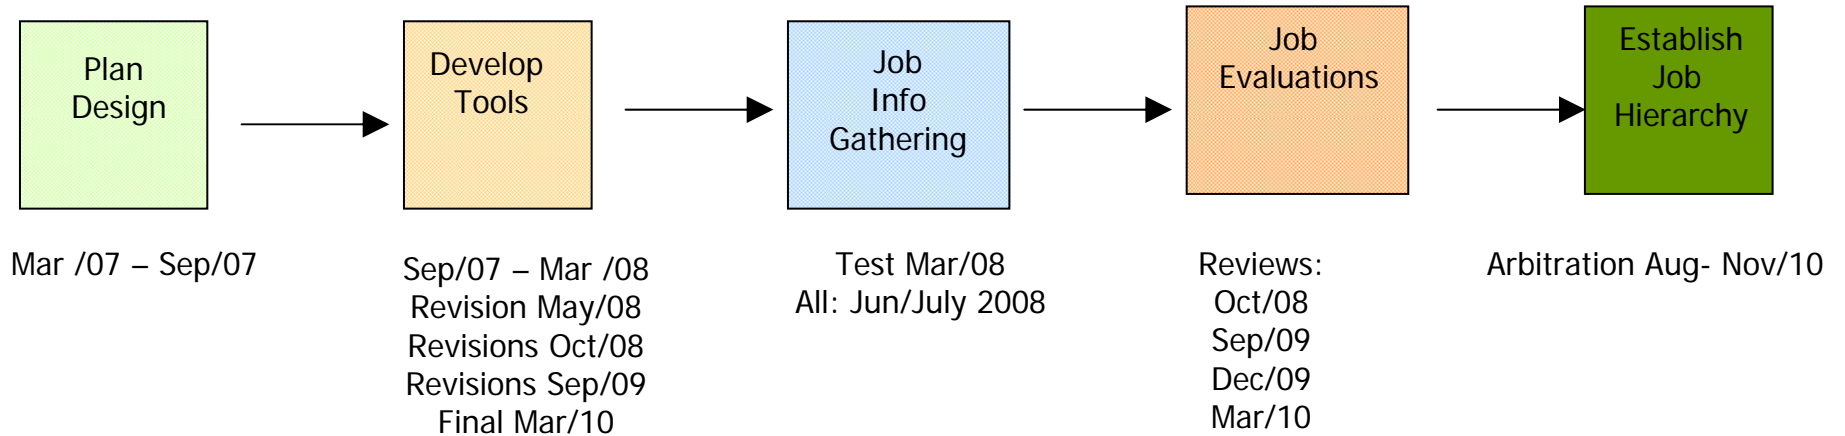 Plan
Design
Develop
Tools
Job
Info
Gathering
Job
Evaluations
Establish
Job
Hierarchy
Mar /07 – Sep/07
Sep/07 – Mar /08
Revision May/08
Revisions Oct/08
Revisions Sep/09
Final Mar/10
Test Mar/08
All: Jun/July 2008
Reviews:
Oct/08
Sep/09
Dec/09
Mar/10
Arbitration Aug- Nov/10